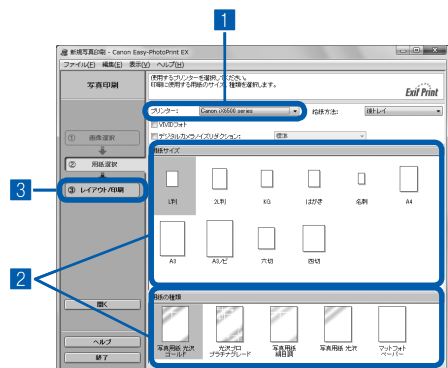 1
新規写真印刷 - Canon Easy-PhotoPrint EX
ファイル(F) 編集(E) 表示(V) ヘルプ(H)
写真印刷
使用するプリンターを選択してください。
印刷に使用する用紙のサイズ、種類を選択します。
Exif Print
プリンター: Canon iX6500 series 給紙方法: 後トレイ
VIVIDフォト
デジタルカメラノイズリダクション: 標準
① 画像選択
② 用紙選択
3
③ レイアウト/印刷
用紙サイズ
L判 2L判 KG はがき 名刺 A4
A3 A3ノビ 六切 四切
2
用紙の種類
写真用紙 光沢 ゴールド
光沢プロ プラチナグレード
写真用紙 絹目調
写真用紙 光沢
マットフォト ペーパー
開く
ヘルプ
終了